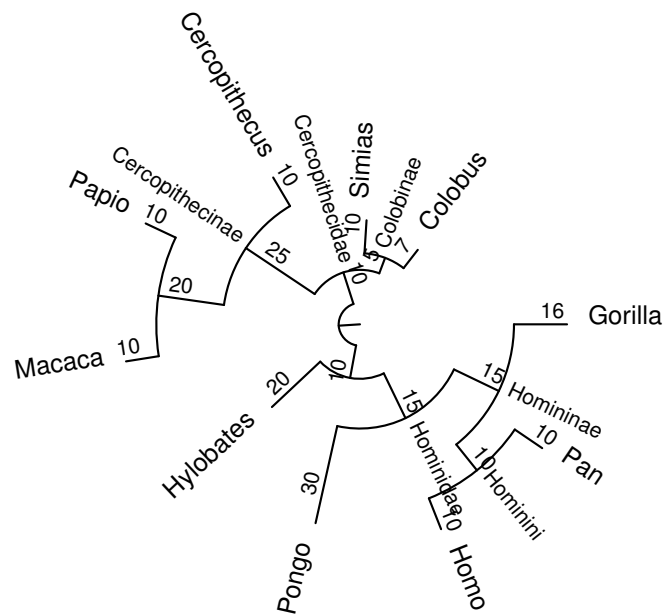 Cercopithecus
10
Cercopithecidae
10
Simias
10
Colobinae
5
Colobus
7
Papio
10
Cercopithecinae
25
20
Macaca
10
Gorilla
16
15
Homininae
Hylobates
20
10
15
Hominidae
Pan
10
10
Hominini
Homo
10
Pongo
30